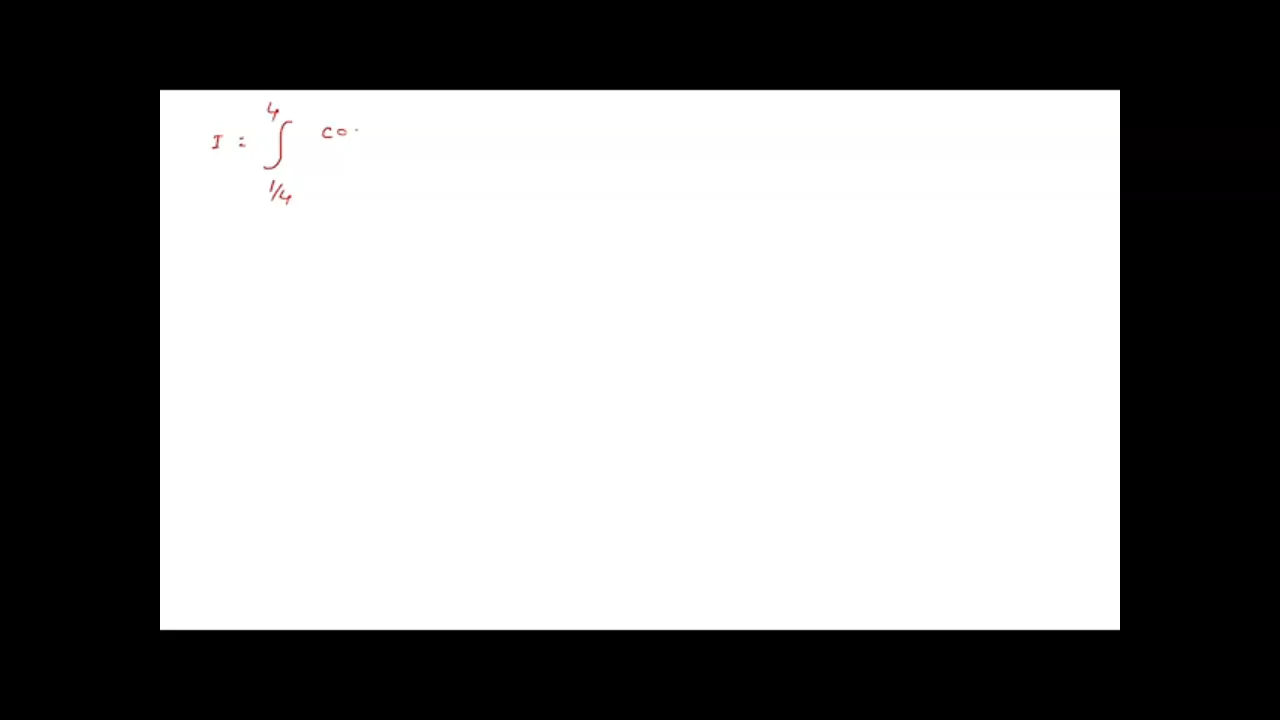 I = ∫_{1/4}^{4} co